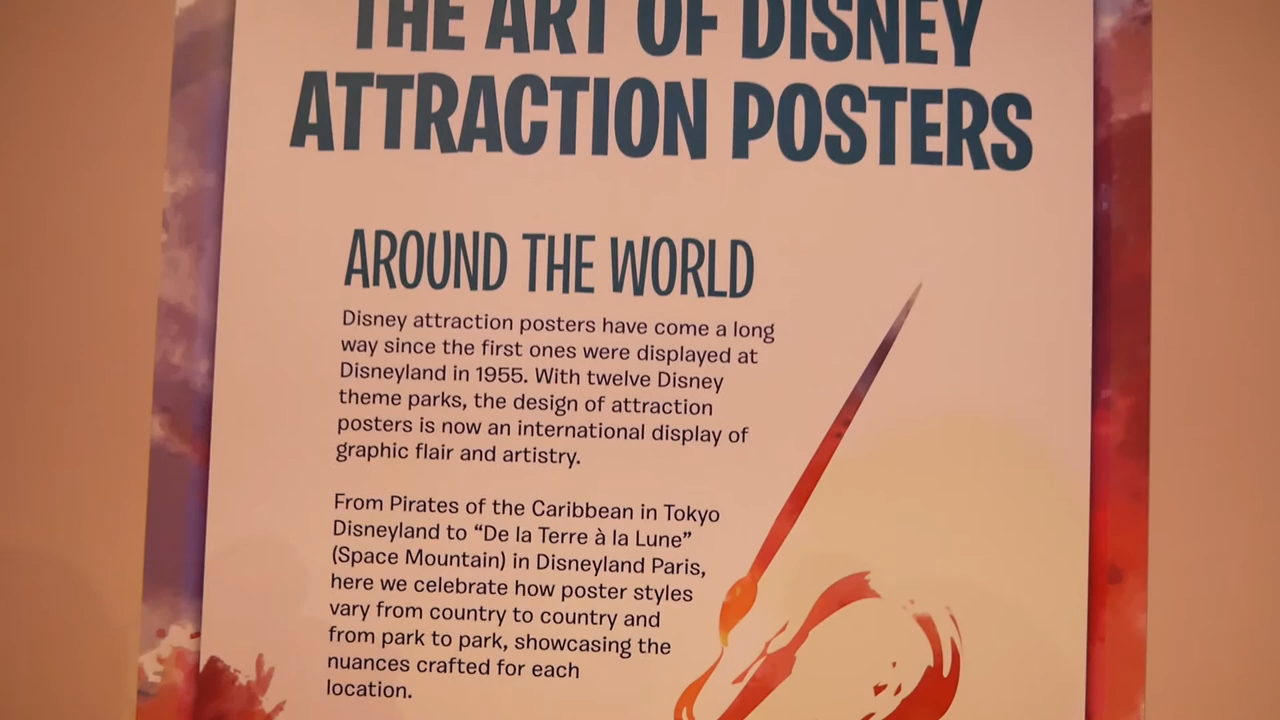 THE ART OF DISNEY
ATTRACTION POSTERS
AROUND THE WORLD
Disney attraction posters have come a long
way since the first ones were displayed at
Disneyland in 1955. With twelve Disney
theme parks, the design of attraction
posters is now an international display of
graphic flair and artistry.
From Pirates of the Caribbean in Tokyo
Disneyland to “De la Terre à la Lune”
(Space Mountain) in Disneyland Paris,
here we celebrate how poster styles
vary from country to country and
from park to park, showcasing the
nuances crafted for each
location.